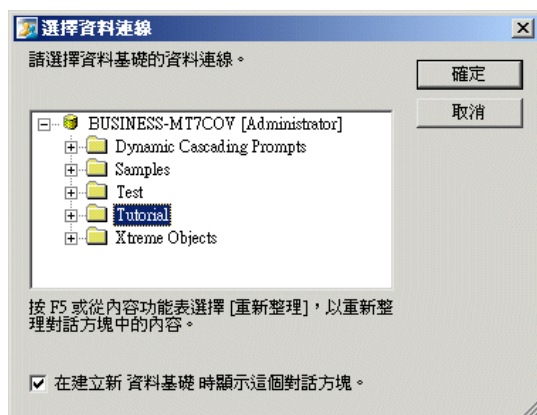 選擇資料連線
請選擇資料基礎的資料連線。
確定
取消
BUSINESS-MT7COV [Administrator]
Dynamic Cascading Prompts
Samples
Test
Tutorial
Xtreme Objects
按 F5 或從內容功能表選擇 [重新整理]，以重新整
理對話方塊中的內容。
在建立新 資料基礎 時顯示這個對話方塊。